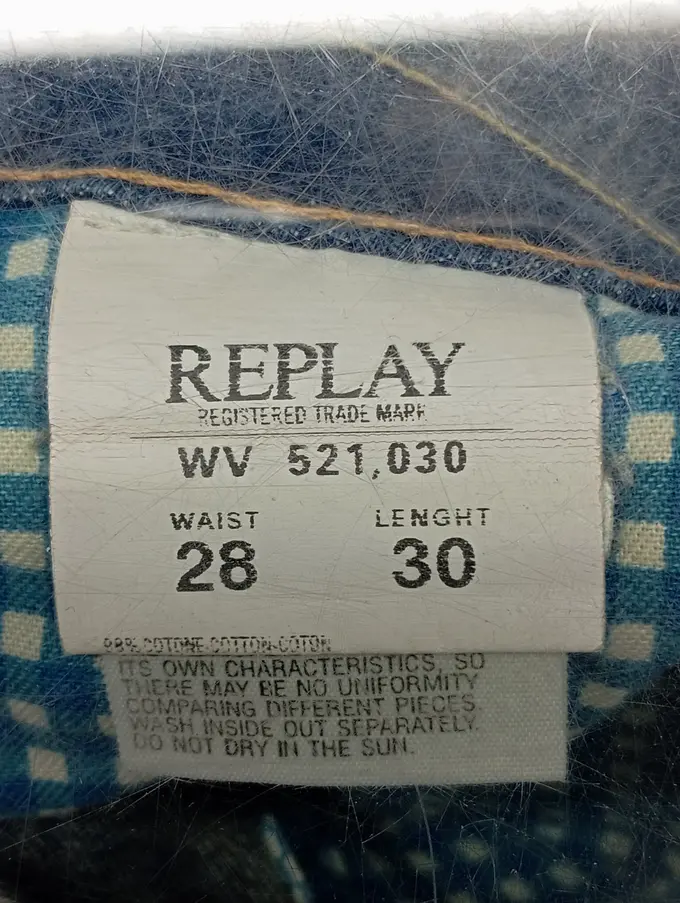 REPLAY
REGISTERED TRADE MARK
WV 521,030
WAIST LENGHT
28 30
98% COTONE-COTTON-COTON
ITS OWN CHARACTERISTICS, SO
THERE MAY BE NO UNIFORMITY
COMPARING DIFFERENT PIECES.
WASH INSIDE OUT SEPARATELY.
DO NOT DRY IN THE SUN.